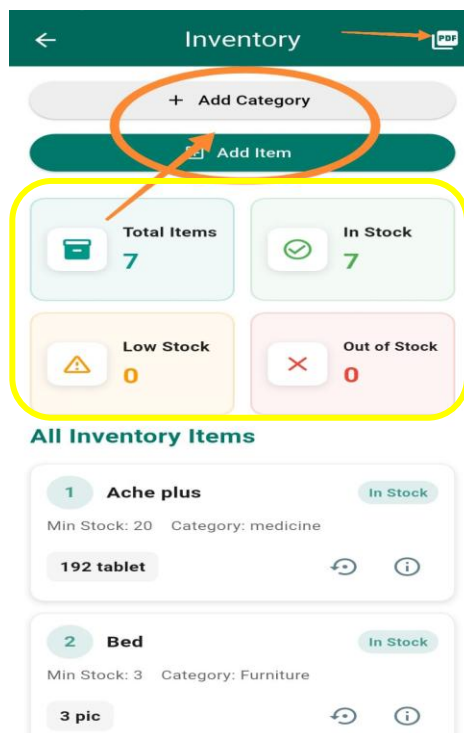 Inventory
PDF
+ Add Category
Add Item
Total Items
7
In Stock
7
Low Stock
0
Out of Stock
0
All Inventory Items
1 Ache plus In Stock
Min Stock: 20 Category: medicine
192 tablet
2 Bed In Stock
Min Stock: 3 Category: Furniture
3 pic